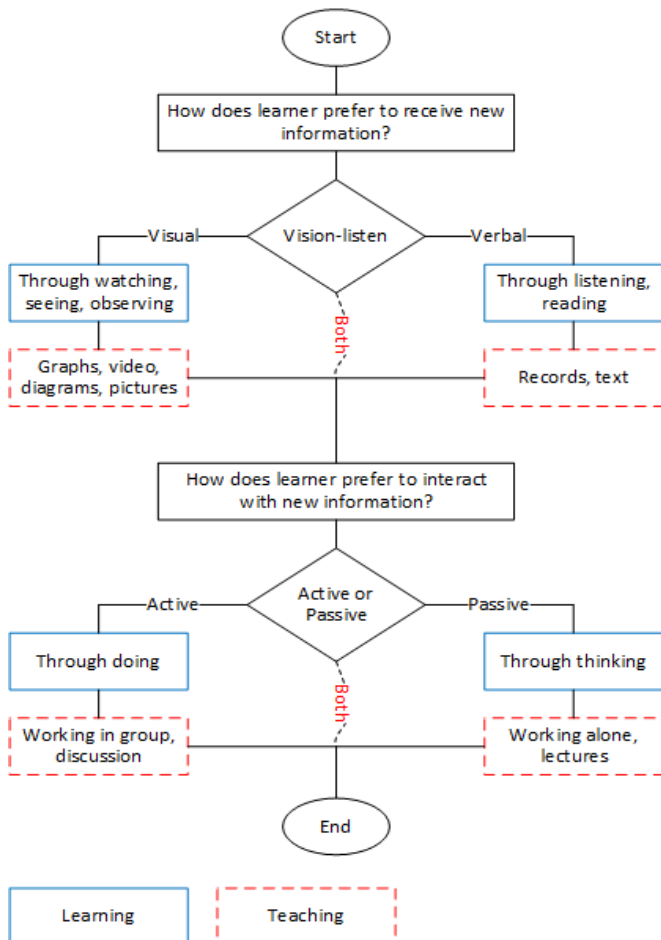 Start
How does learner prefer to receive new
information?
Visual
Vision-listen
Verbal
Through watching,
seeing, observing
Through listening,
reading
Both
Graphs, video,
diagrams, pictures
Records, text
How does learner prefer to interact
with new information?
Active
Active or
Passive
Passive
Through doing
Through thinking
Both
Working in group,
discussion
Working alone,
lectures
End
Learning
Teaching